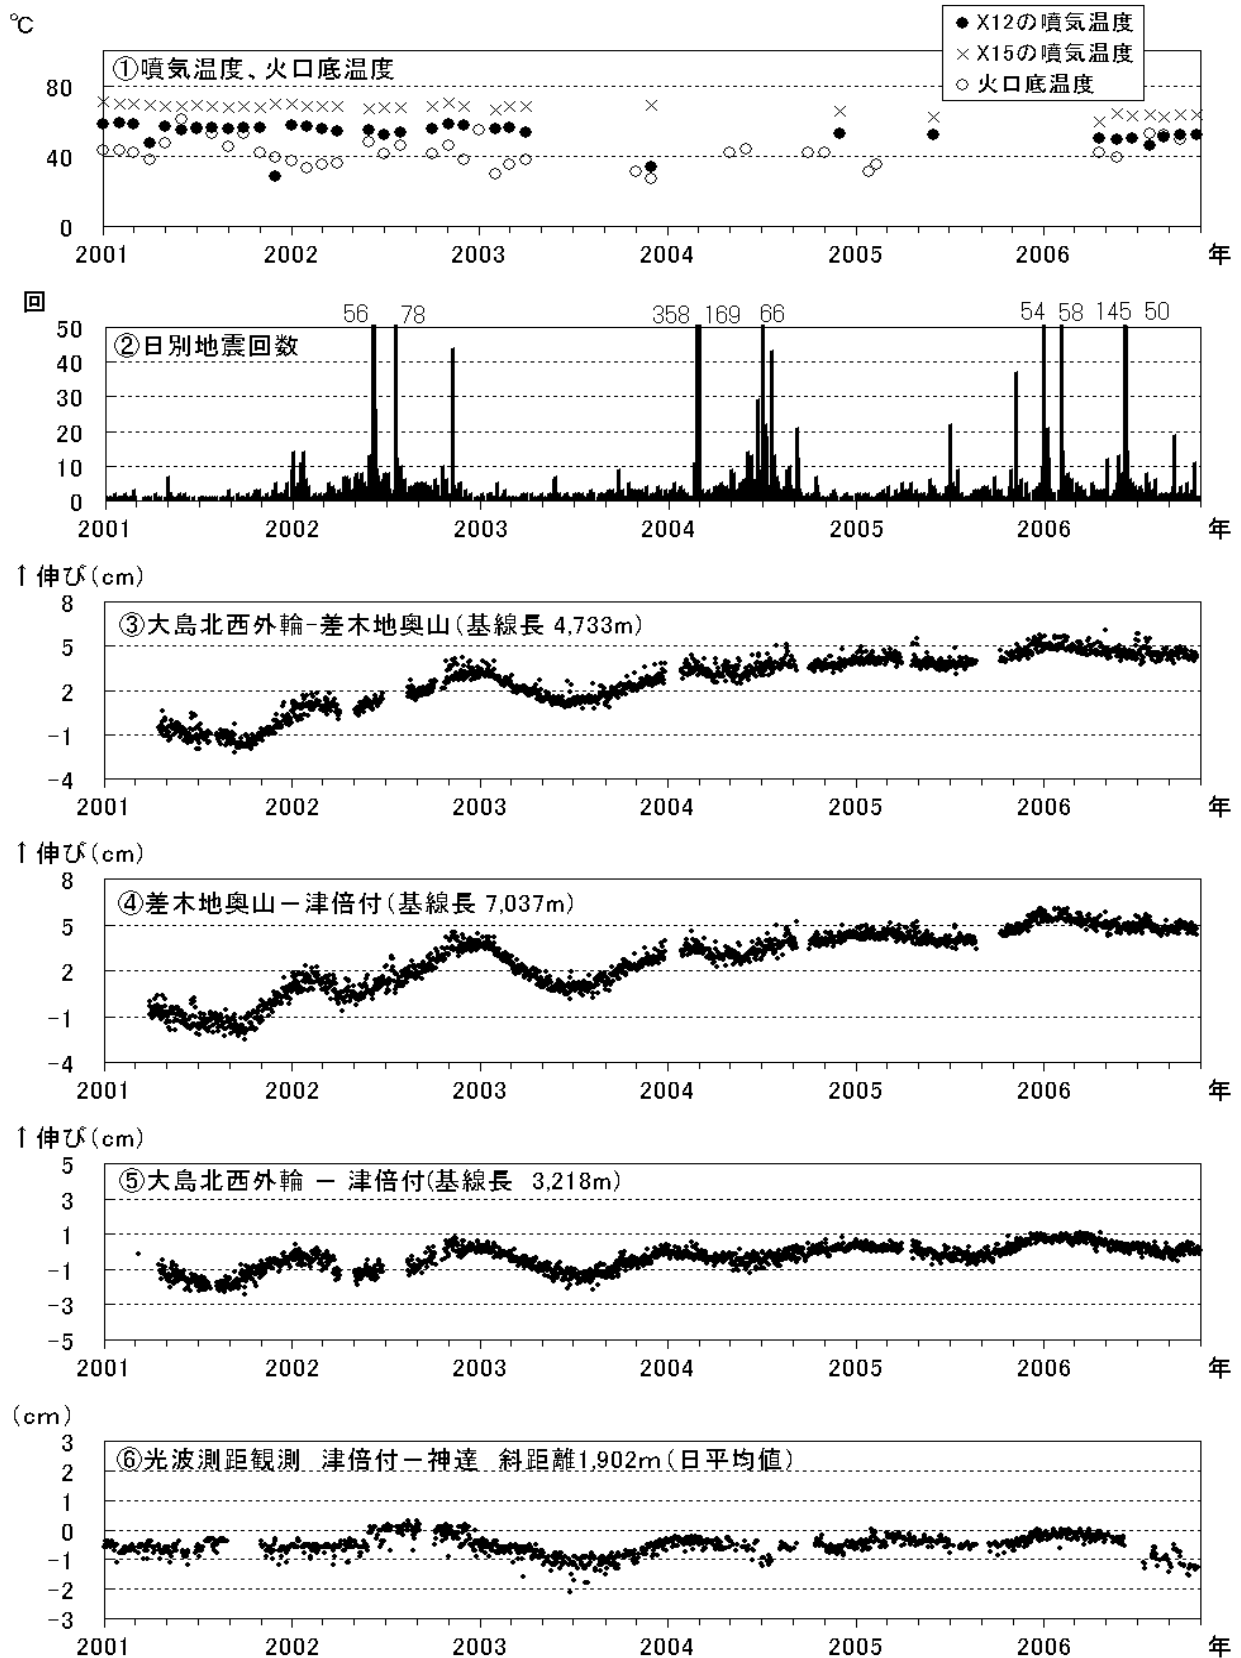 ℃
● X12の噴気温度
× X15の噴気温度
○ 火口底温度
①噴気温度、火口底温度
80
40
0
2001 2002 2003 2004 2005 2006 年
回
56 78 358 169 66 54 58 145 50
②日別地震回数
50
40
30
20
10
0
2001 2002 2003 2004 2005 2006 年
↑伸び(cm)
③大島北西外輪-差木地奥山(基線長 4,733m)
8
5
2
-1
-4
2001 2002 2003 2004 2005 2006 年
↑伸び(cm)
④差木地奥山－津倍付(基線長 7,037m)
8
5
2
-1
-4
2001 2002 2003 2004 2005 2006 年
↑伸び(cm)
⑤大島北西外輪 － 津倍付(基線長 3,218m)
5
3
1
-1
-3
-5
2001 2002 2003 2004 2005 2006 年
(cm)
⑥光波測距観測 津倍付－神達 斜距離1,902m(日平均値)
3
2
1
0
-1
-2
-3
2001 2002 2003 2004 2005 2006 年